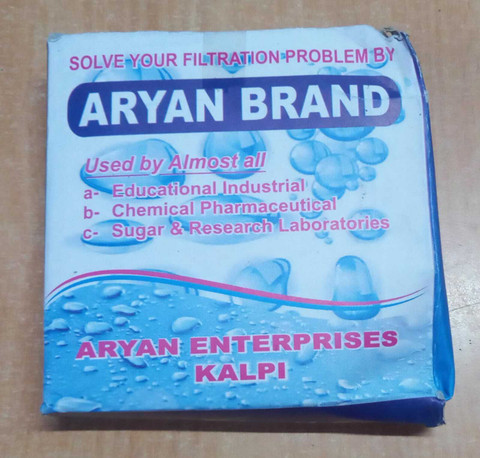 SOLVE YOUR FILTRATION PROBLEM BY
ARYAN BRAND
Used by Almost all
a- Educational Industrial
b- Chemical Pharmaceutical
c- Sugar & Research Laboratories
ARYAN ENTERPRISES
KALPI